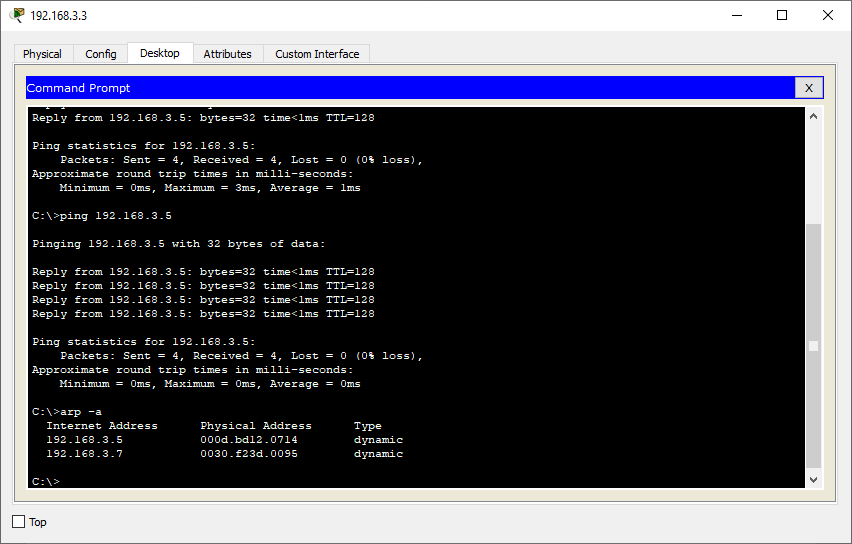 192.168.3.3
Physical Config Desktop Attributes Custom Interface
Command Prompt X
Reply from 192.168.3.5: bytes=32 time<1ms TTL=128
Ping statistics for 192.168.3.5:
Packets: Sent = 4, Received = 4, Lost = 0 (0% loss),
Approximate round trip times in milli-seconds:
Minimum = 0ms, Maximum = 3ms, Average = 1ms
C:\>ping 192.168.3.5
Pinging 192.168.3.5 with 32 bytes of data:
Reply from 192.168.3.5: bytes=32 time<1ms TTL=128
Reply from 192.168.3.5: bytes=32 time<1ms TTL=128
Reply from 192.168.3.5: bytes=32 time<1ms TTL=128
Reply from 192.168.3.5: bytes=32 time<1ms TTL=128
Ping statistics for 192.168.3.5:
Packets: Sent = 4, Received = 4, Lost = 0 (0% loss),
Approximate round trip times in milli-seconds:
Minimum = 0ms, Maximum = 0ms, Average = 0ms
C:\>arp -a
Internet Address Physical Address Type
192.168.3.5 000d.bd12.0714 dynamic
192.168.3.7 0030.f23d.0095 dynamic
C:\>
Top